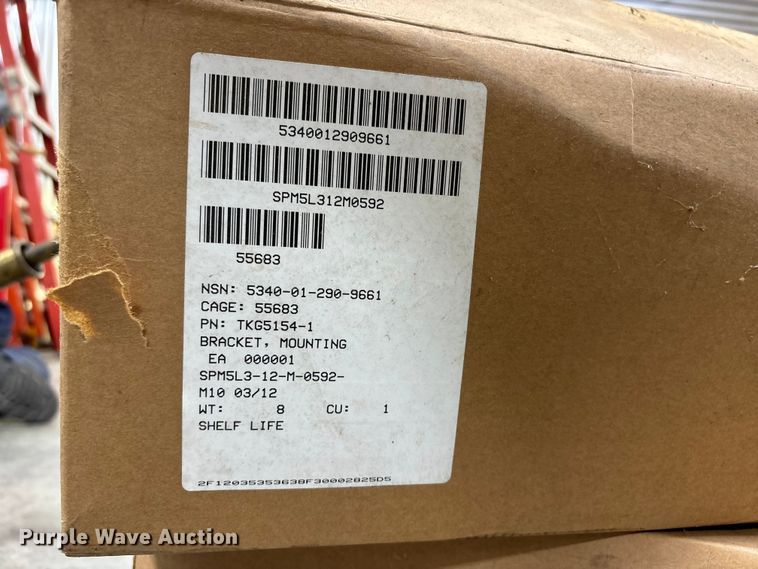 5340012909661
SPM5L312M0592
55683
NSN: 5340-01-290-9661
CAGE: 55683
PN: TKG5154-1
BRACKET, MOUNTING
EA 000001
SPM5L3-12-M-0592-
M10 03/12
WT: 8 CU: 1
SHELF LIFE
2F12035353638F30002825D5
Purple Wave Auction